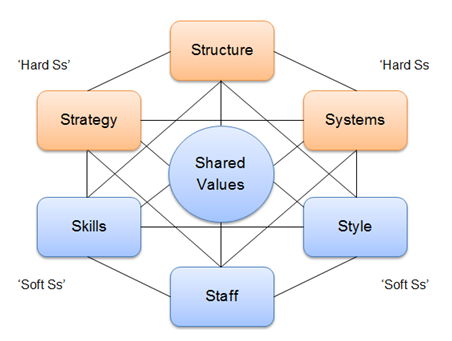 Structure
‘Hard Ss’
‘Hard Ss
Strategy
Systems
Shared
Values
Skills
Style
‘Soft Ss’
Staff
‘Soft Ss’